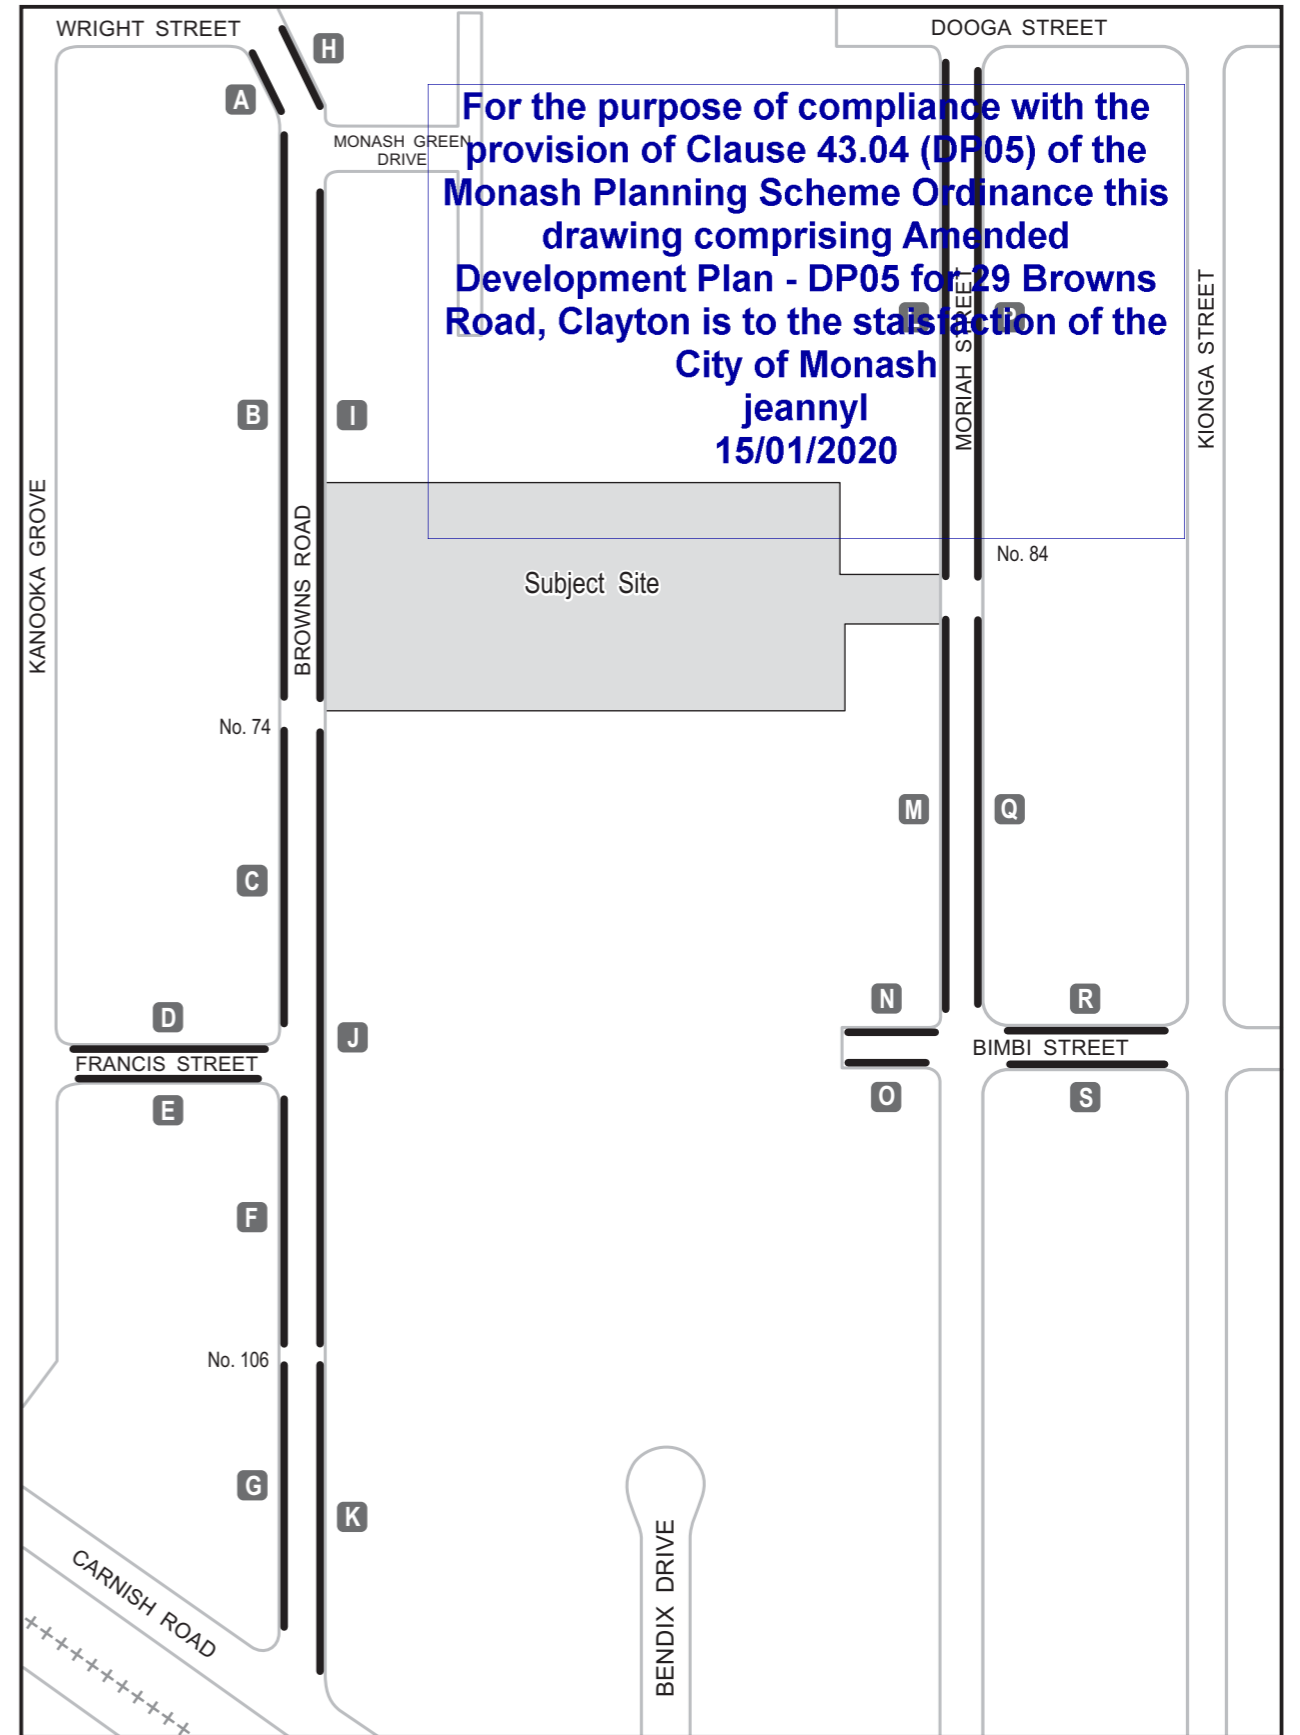 WRIGHT STREET
DOOGA STREET
H
A
MONASH GREEN
DRIVE
For the purpose of compliance with the
provision of Clause 43.04 (DP05) of the
Monash Planning Scheme Ordinance this
drawing comprising Amended
Development Plan - DP05 for 29 Browns
Road, Clayton is to the staisfaction of the
City of Monash
jeannyl
15/01/2020
MORIAH STREET
KIONGA STREET
B
I
KANOOKA GROVE
BROWNS ROAD
Subject Site
No. 84
No. 74
M
Q
C
D
N
R
J
FRANCIS STREET
BIMBI STREET
E
O
S
F
No. 106
G
K
CARNISH ROAD
BENDIX DRIVE